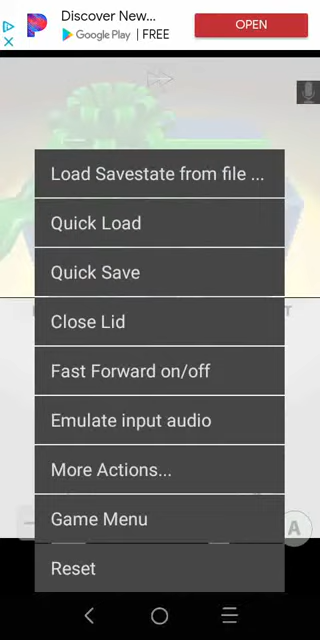 Discover New...
OPEN
Google Play | FREE
Load Savestate from file ...
Quick Load
Quick Save
Close Lid
T
Fast Forward on/off
Emulate input audio
More Actions...
Game Menu
A
Reset